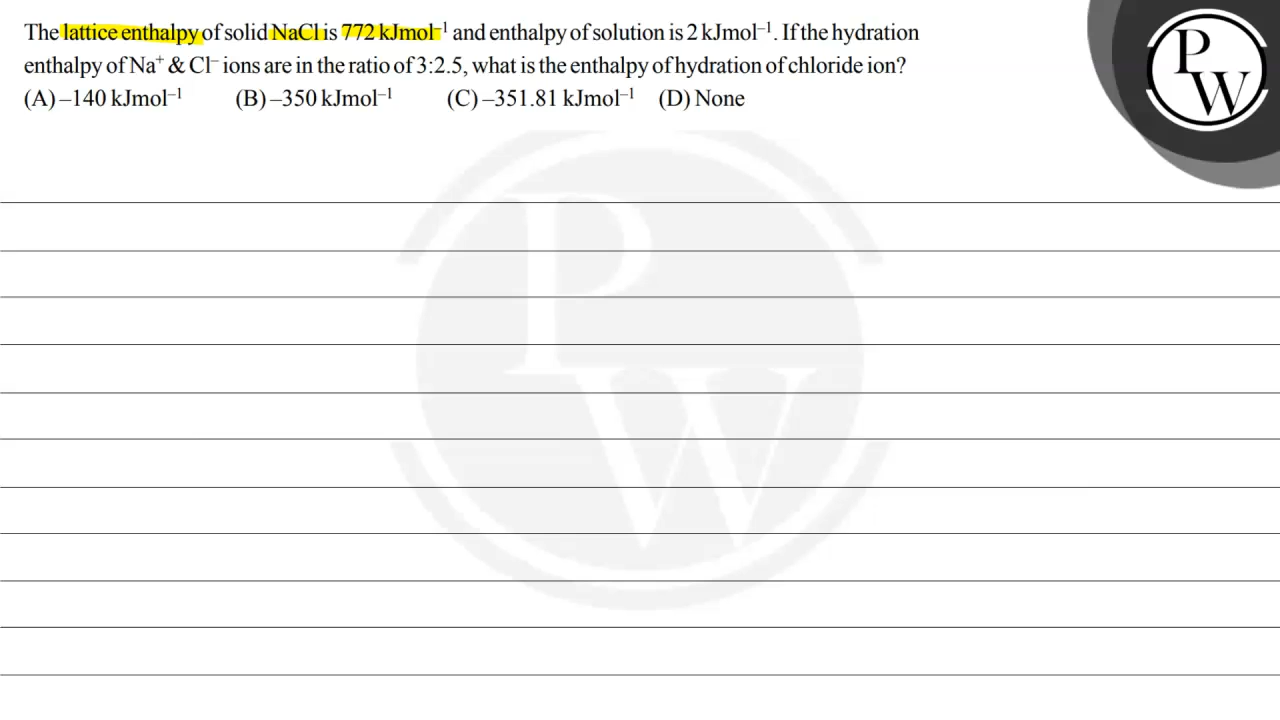 The lattice enthalpy of solid NaCl is 772 kJmol⁻¹ and enthalpy of solution is 2 kJmol⁻¹. If the hydration
enthalpy of Na⁺ & Cl⁻ ions are in the ratio of 3:2.5, what is the enthalpy of hydration of chloride ion?
(A) –140 kJmol⁻¹ (B) –350 kJmol⁻¹ (C) –351.81 kJmol⁻¹ (D) None
P
W
P
W